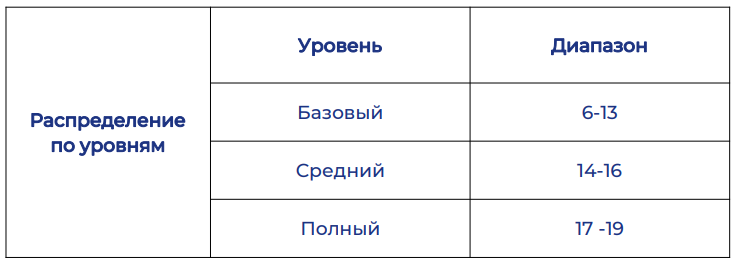 Распределение
по уровням
Уровень
Диапазон
Базовый
6-13
Средний
14-16
Полный
17 -19